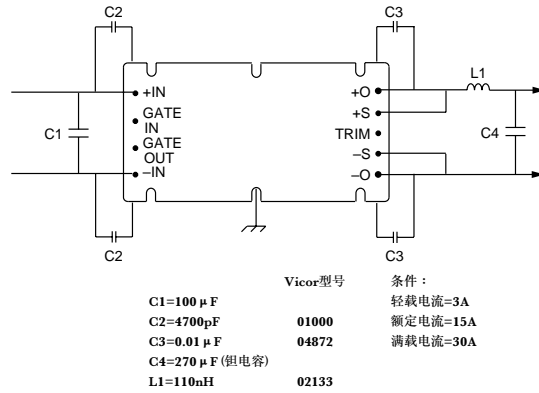 C2
C3
+IN
+O
L1
GATE
IN
+S
C1
TRIM
C4
GATE
OUT
–S
–IN
–O
C2
C3
Vicor型号
条件：
C1=100μF
轻载电流=3A
C2=4700pF
01000
额定电流=15A
C3=0.01μF
04872
满载电流=30A
C4=270μF(钽电容)
L1=110nH
02133